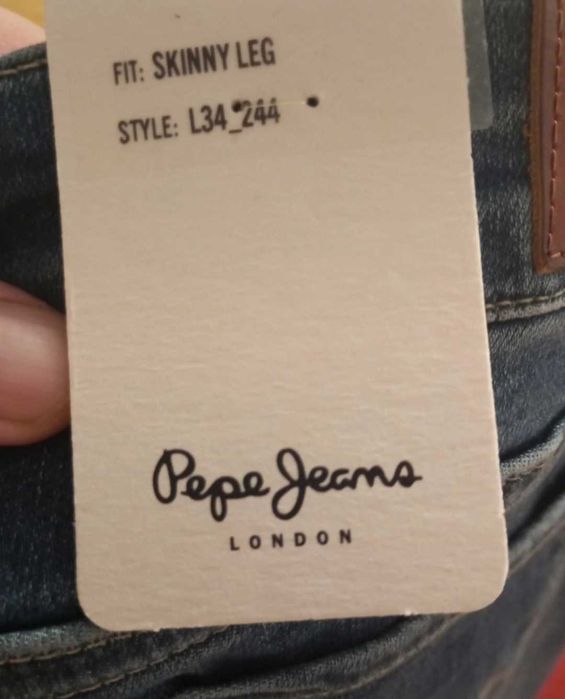 FIT: SKINNY LEG
STYLE: L34_244
Pepe Jeans
LONDON